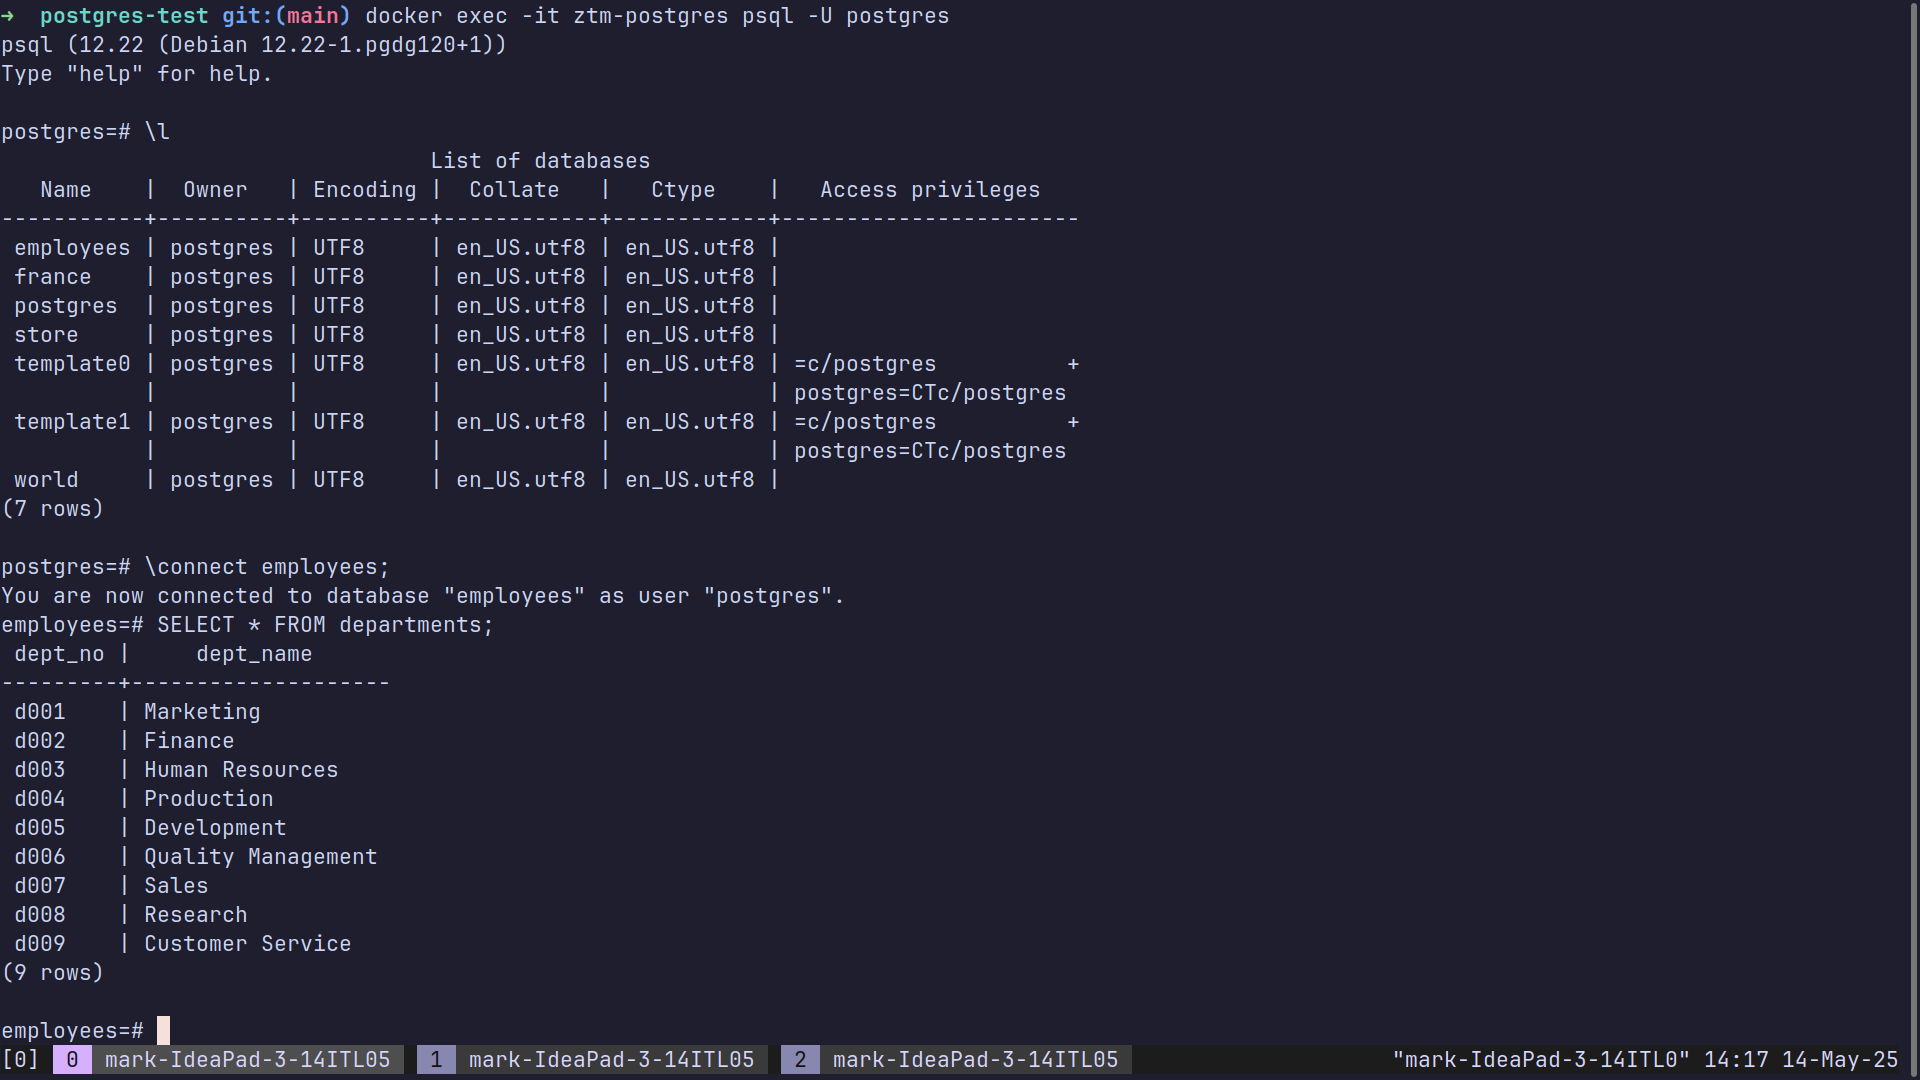 →  postgres-test git:(main) docker exec -it ztm-postgres psql -U postgres
psql (12.22 (Debian 12.22-1.pgdg120+1))
Type "help" for help.

postgres=# \l
                                 List of databases
   Name    |  Owner   | Encoding |  Collate   |   Ctype    |   Access privileges
-----------+----------+----------+------------+------------+-----------------------
 employees | postgres | UTF8     | en_US.utf8 | en_US.utf8 |
 france    | postgres | UTF8     | en_US.utf8 | en_US.utf8 |
 postgres  | postgres | UTF8     | en_US.utf8 | en_US.utf8 |
 store     | postgres | UTF8     | en_US.utf8 | en_US.utf8 |
 template0 | postgres | UTF8     | en_US.utf8 | en_US.utf8 | =c/postgres          +
           |          |          |            |            | postgres=CTc/postgres
 template1 | postgres | UTF8     | en_US.utf8 | en_US.utf8 | =c/postgres          +
           |          |          |            |            | postgres=CTc/postgres
 world     | postgres | UTF8     | en_US.utf8 | en_US.utf8 |
(7 rows)

postgres=# \connect employees;
You are now connected to database "employees" as user "postgres".
employees=# SELECT * FROM departments;
 dept_no |     dept_name
---------+--------------------
 d001    | Marketing
 d002    | Finance
 d003    | Human Resources
 d004    | Production
 d005    | Development
 d006    | Quality Management
 d007    | Sales
 d008    | Research
 d009    | Customer Service
(9 rows)

employees=#
[0] 0 mark-IdeaPad-3-14ITL05 1 mark-IdeaPad-3-14ITL05 2 mark-IdeaPad-3-14ITL05 "mark-IdeaPad-3-14ITL0" 14:17 14-May-25